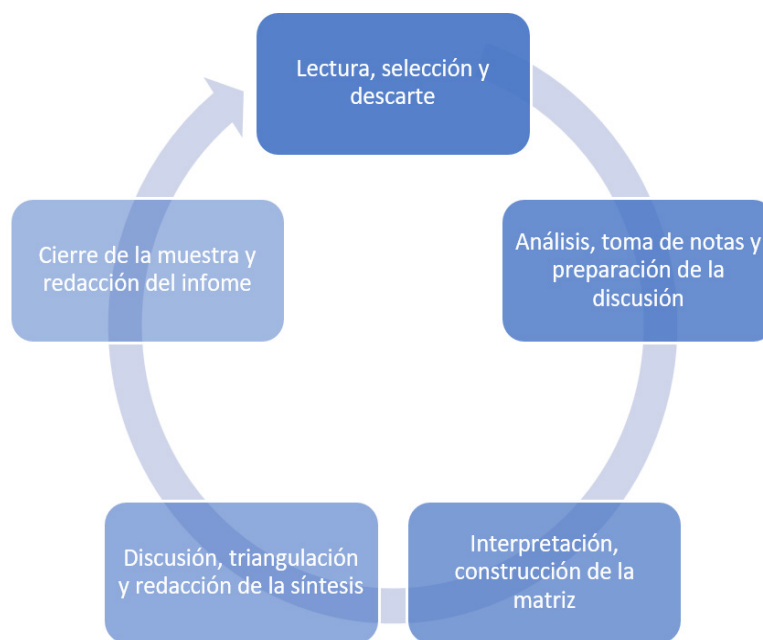 Lectura, selección y
descarte
Análisis, toma de notas y
preparación de la
discusión
Interpretación,
construcción de la
matriz
Discusión, triangulación
y redacción de la síntesis
Cierre de la muestra y
redacción del infome